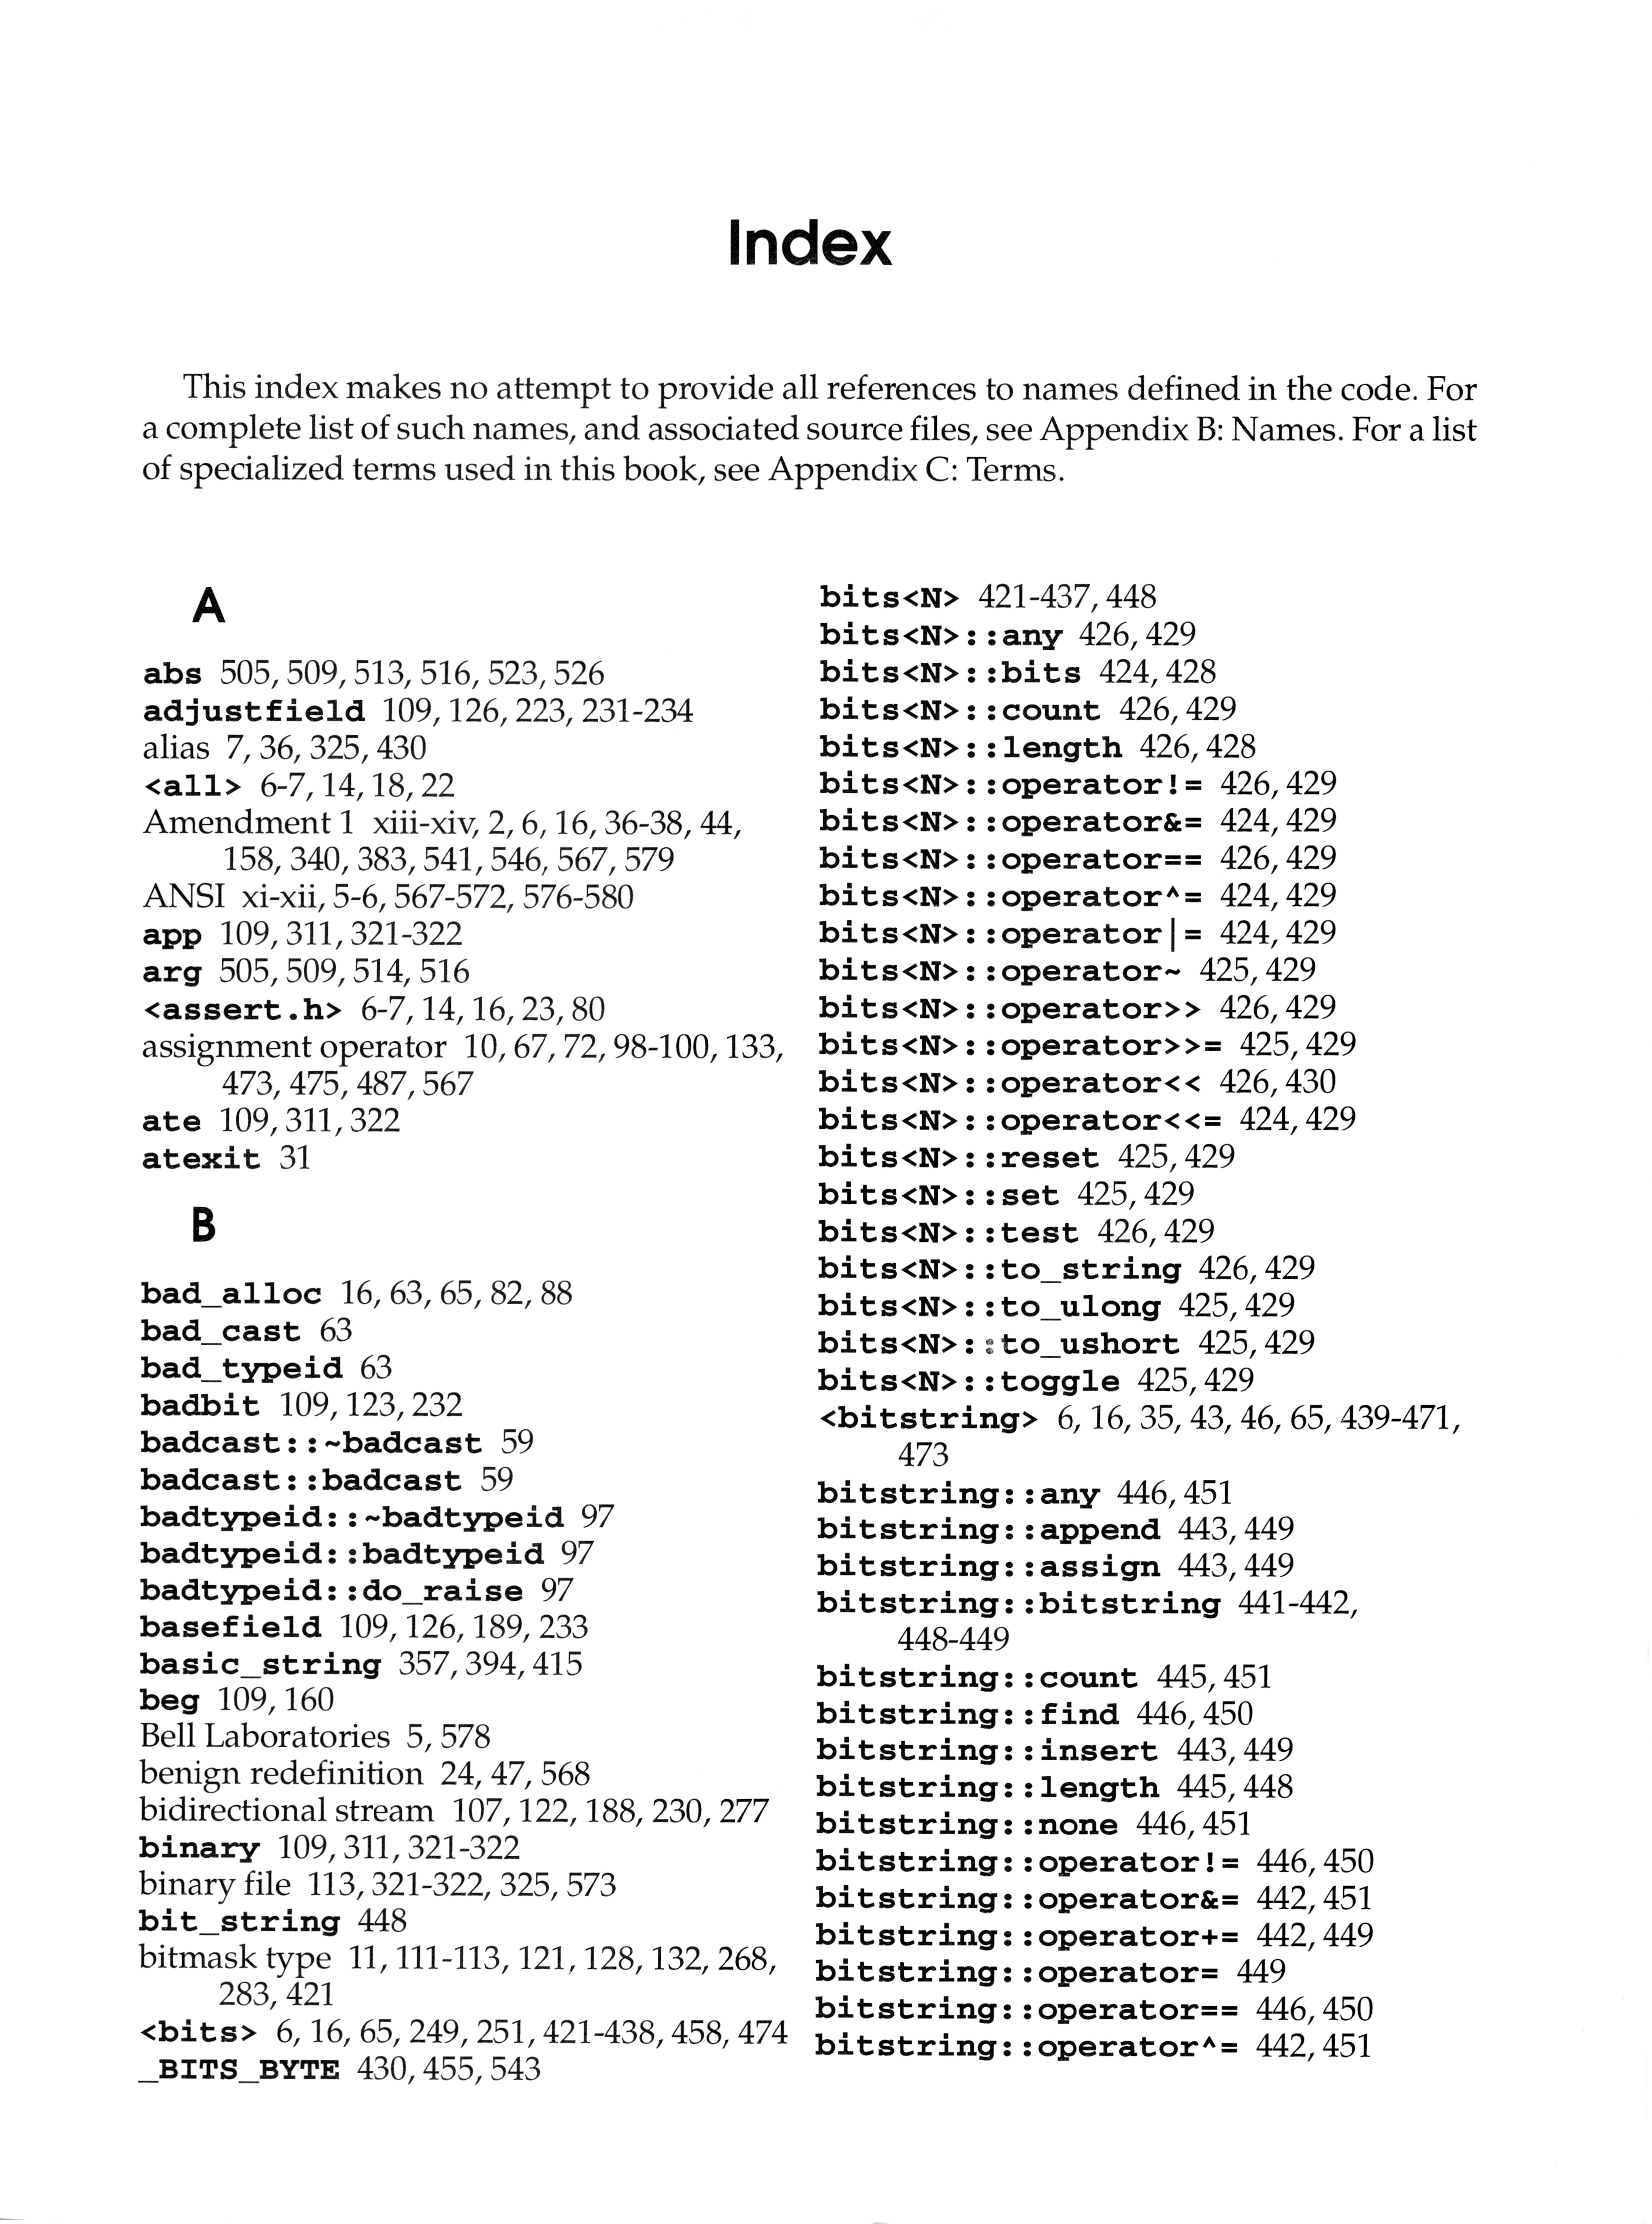 Index
This index makes no attempt to provide all references to names defined in the code. For
a complete list of such names, and associated source files, see Appendix B: Names. For a list
of specialized terms used in this book, see Appendix C: Terms.
A
abs 505, 509, 513, 516, 523, 526
adjustfield 109, 126, 223, 231-234
alias 7, 36, 325, 430
<all> 6-7, 14, 18, 22
Amendment 1 xiii-xiv, 2, 6, 16, 36-38, 44,
158, 340, 383, 541, 546, 567, 579
ANSI xi-xii, 5-6, 567-572, 576-580
app 109, 311, 321-322
arg 505, 509, 514, 516
<assert.h> 6-7, 14, 16, 23, 80
assignment operator 10, 67, 72, 98-100, 133,
473, 475, 487, 567
ate 109, 311, 322
atexit 31
B
bad_alloc 16, 63, 65, 82, 88
bad_cast 63
bad_typeid 63
badbit 109, 123, 232
badcast::~badcast 59
badcast::badcast 59
badtypeid::~badtypeid 97
badtypeid::badtypeid 97
badtypeid::do_raise 97
basefield 109, 126, 189, 233
basic_string 357, 394, 415
beg 109, 160
Bell Laboratories 5, 578
benign redefinition 24, 47, 568
bidirectional stream 107, 122, 188, 230, 277
binary 109, 311, 321-322
binary file 113, 321-322, 325, 573
bit_string 448
bitmask type 11, 111-113, 121, 128, 132, 268,
283, 421
<bits> 6, 16, 65, 249, 251, 421-438, 458, 474
_BITS_BYTE 430, 455, 543
bits<N> 421-437, 448
bits<N>::any 426, 429
bits<N>::bits 424, 428
bits<N>::count 426, 429
bits<N>::length 426, 428
bits<N>::operator!= 426, 429
bits<N>::operator&= 424, 429
bits<N>::operator== 426, 429
bits<N>::operator^= 424, 429
bits<N>::operator|= 424, 429
bits<N>::operator~ 425, 429
bits<N>::operator>> 426, 429
bits<N>::operator>>= 425, 429
bits<N>::operator<< 426, 430
bits<N>::operator<<= 424, 429
bits<N>::reset 425, 429
bits<N>::set 425, 429
bits<N>::test 426, 429
bits<N>::to_string 426, 429
bits<N>::to_ulong 425, 429
bits<N>::to_ushort 425, 429
bits<N>::toggle 425, 429
<bitstring> 6, 16, 35, 43, 46, 65, 439-471,
473
bitstring::any 446, 451
bitstring::append 443, 449
bitstring::assign 443, 449
bitstring::bitstring 441-442,
448-449
bitstring::count 445, 451
bitstring::find 446, 450
bitstring::insert 443, 449
bitstring::length 445, 448
bitstring::none 446, 451
bitstring::operator!= 446, 450
bitstring::operator&= 442, 451
bitstring::operator+= 442, 449
bitstring::operator= 449
bitstring::operator== 446, 450
bitstring::operator^= 442, 451